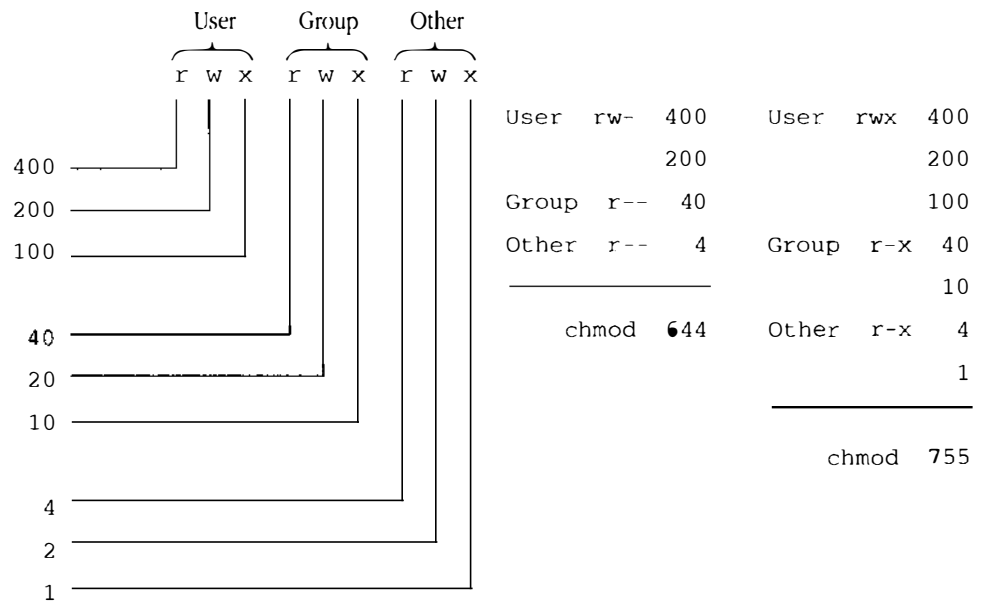 User Group Other
r w x r w x r w x
400
200
100
40
20
10
4
2
1
User rw- 400
200
Group r-- 40
Other r-- 4
chmod 644
User rwx 400
200
100
Group r-x 40
10
Other r-x 4
1
chmod 755